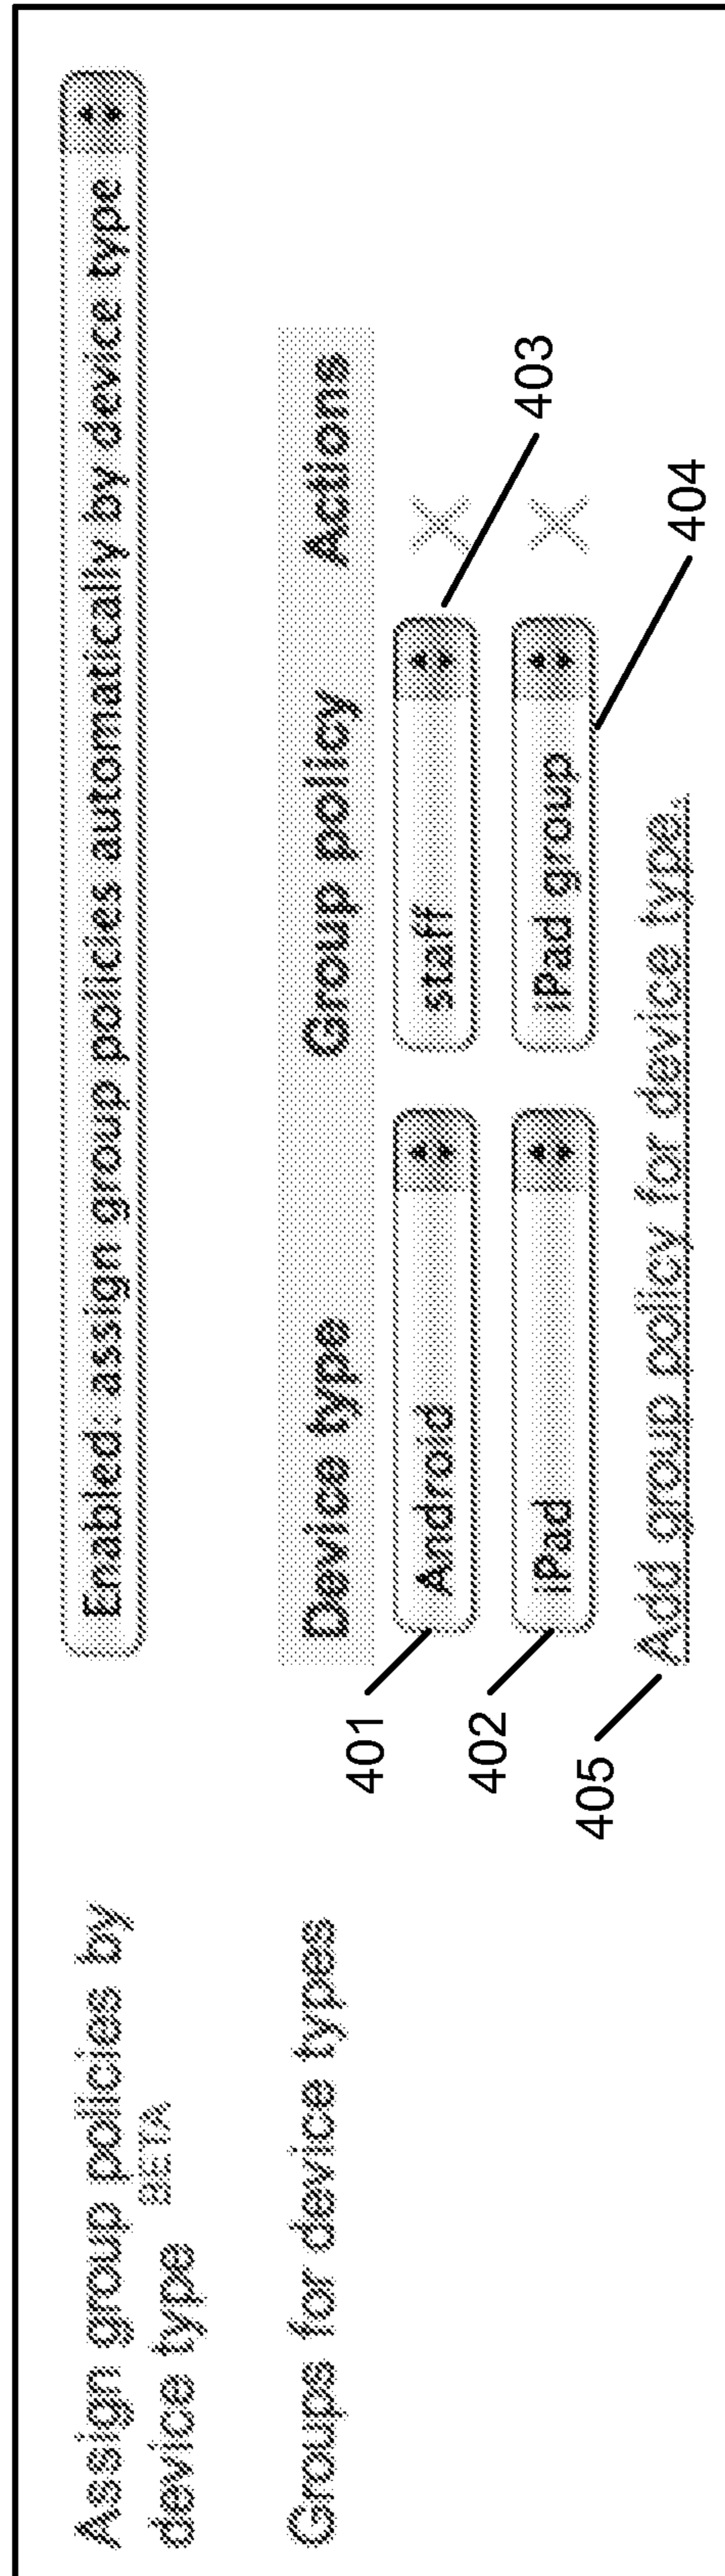 Assign group policies by
device type BETA
Enabled: assign group policies automatically by device type
Groups for device types
Device type Group policy Actions
401 Android staff X 403
402 iPad iPad group X 404
405 Add group policy for device type.